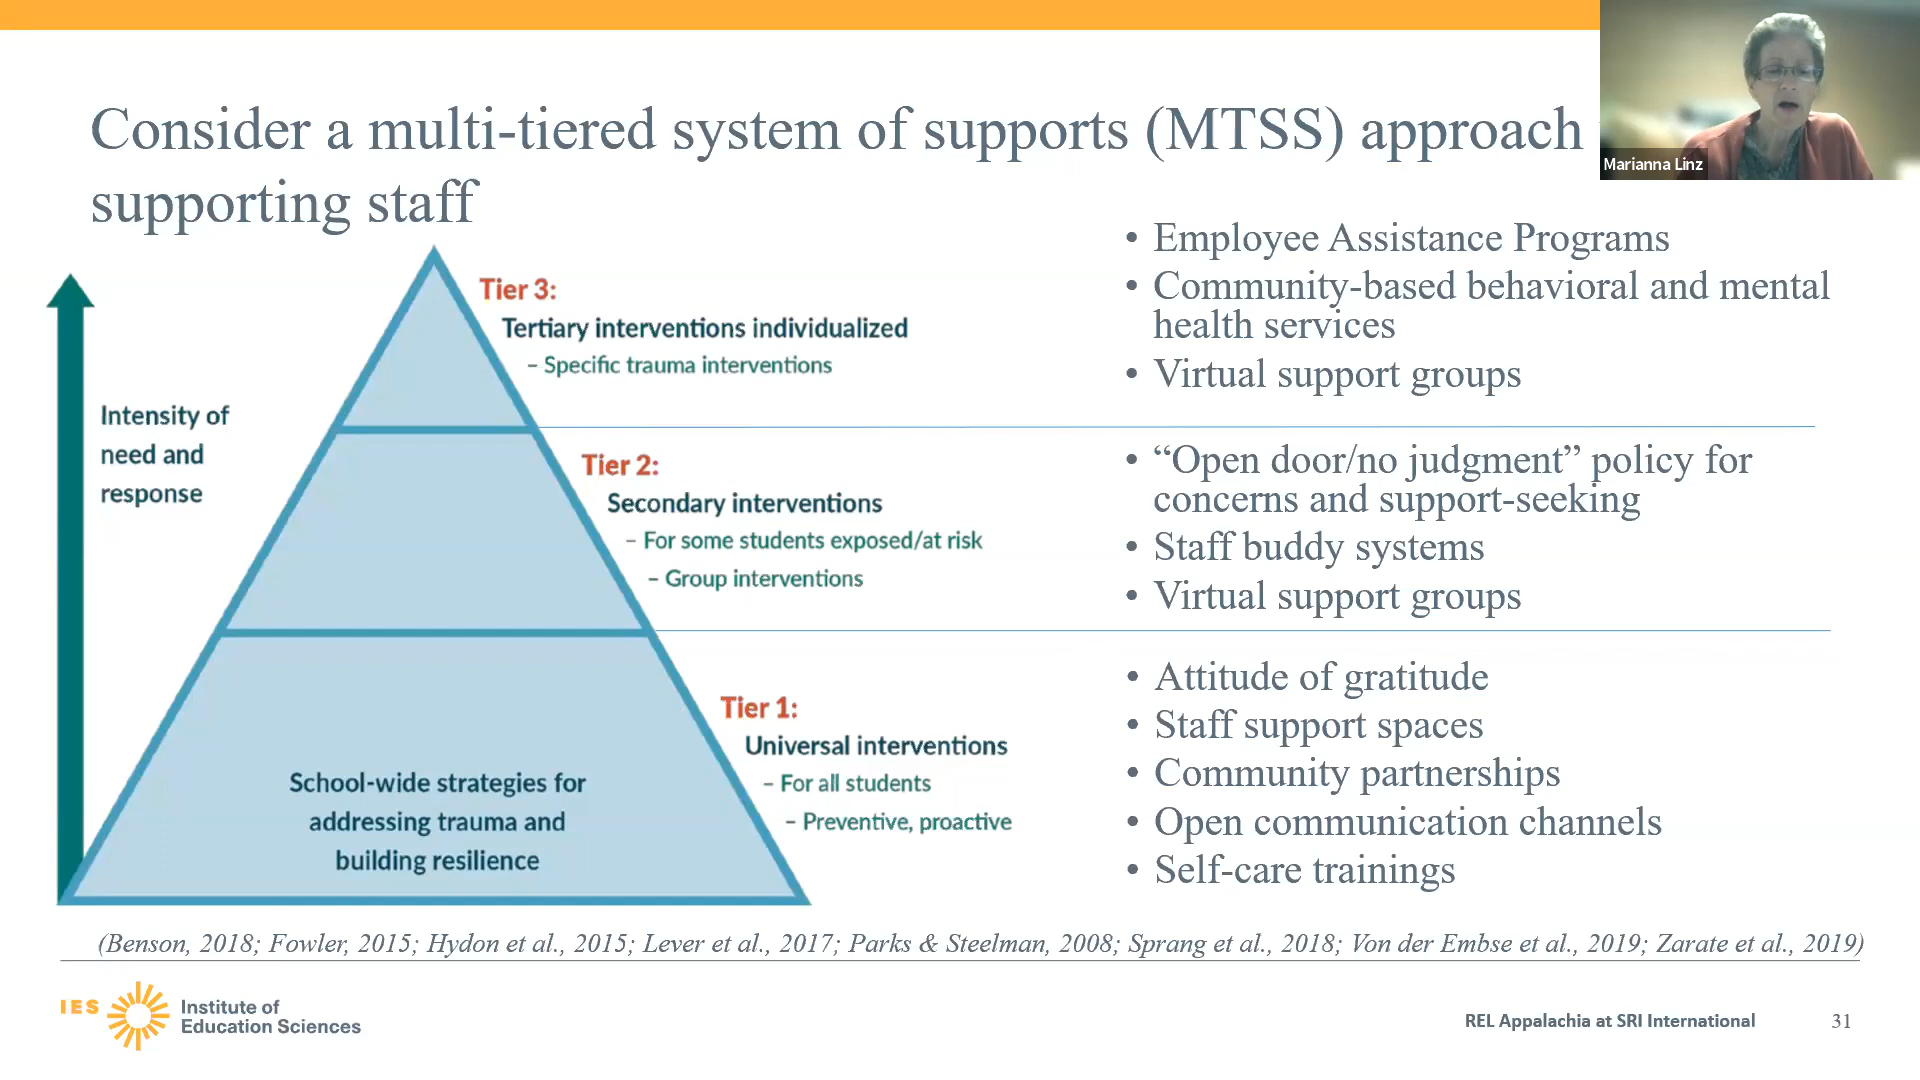 Consider a multi-tiered system of supports (MTSS) approach
supporting staff
Marianna Linz
Intensity of
need and
response
Tier 3:
Tertiary interventions individualized
– Specific trauma interventions
• Employee Assistance Programs
• Community-based behavioral and mental
health services
• Virtual support groups
Tier 2:
Secondary interventions
– For some students exposed/at risk
– Group interventions
• “Open door/no judgment” policy for
concerns and support-seeking
• Staff buddy systems
• Virtual support groups
Tier 1:
Universal interventions
– For all students
– Preventive, proactive
School-wide strategies for
addressing trauma and
building resilience
• Attitude of gratitude
• Staff support spaces
• Community partnerships
• Open communication channels
• Self-care trainings
(Benson, 2018; Fowler, 2015; Hydon et al., 2015; Lever et al., 2017; Parks & Steelman, 2008; Sprang et al., 2018; Von der Embse et al., 2019; Zarate et al., 2019)
IES
Institute of
Education Sciences
REL Appalachia at SRI International
31